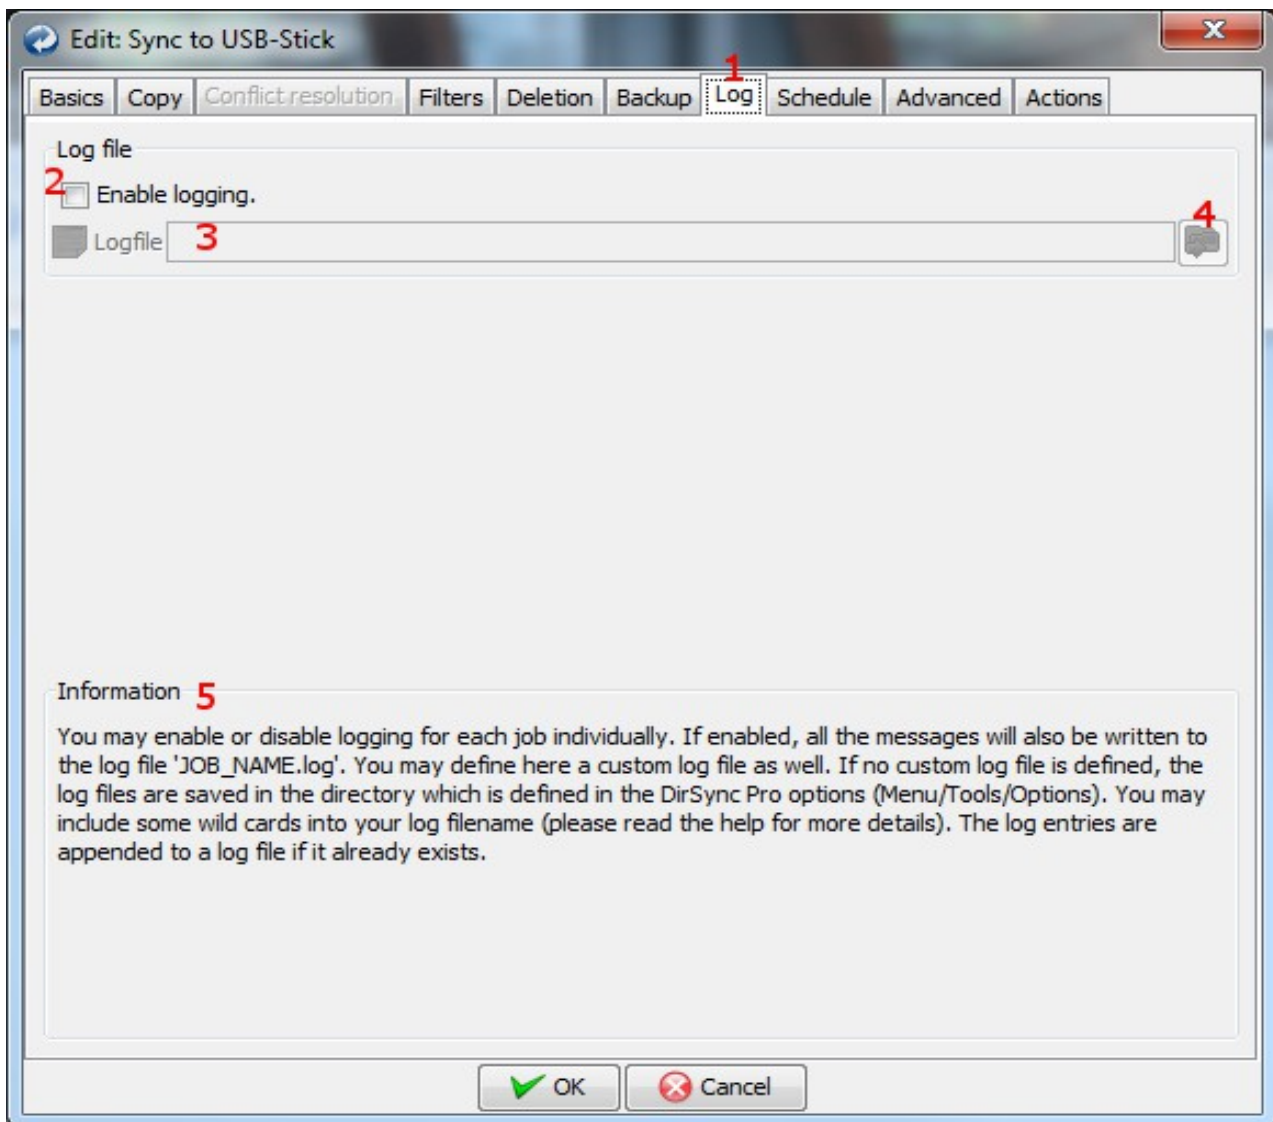 Edit: Sync to USB-Stick
1
Basics Copy Conflict resolution Filters Deletion Backup Log Schedule Advanced Actions
Log file
2 Enable logging.
4
Logfile 3
Information 5
You may enable or disable logging for each job individually. If enabled, all the messages will also be written to
the log file 'JOB_NAME.log'. You may define here a custom log file as well. If no custom log file is defined, the
log files are saved in the directory which is defined in the DirSync Pro options (Menu/Tools/Options). You may
include some wild cards into your log filename (please read the help for more details). The log entries are
appended to a log file if it already exists.
OK Cancel